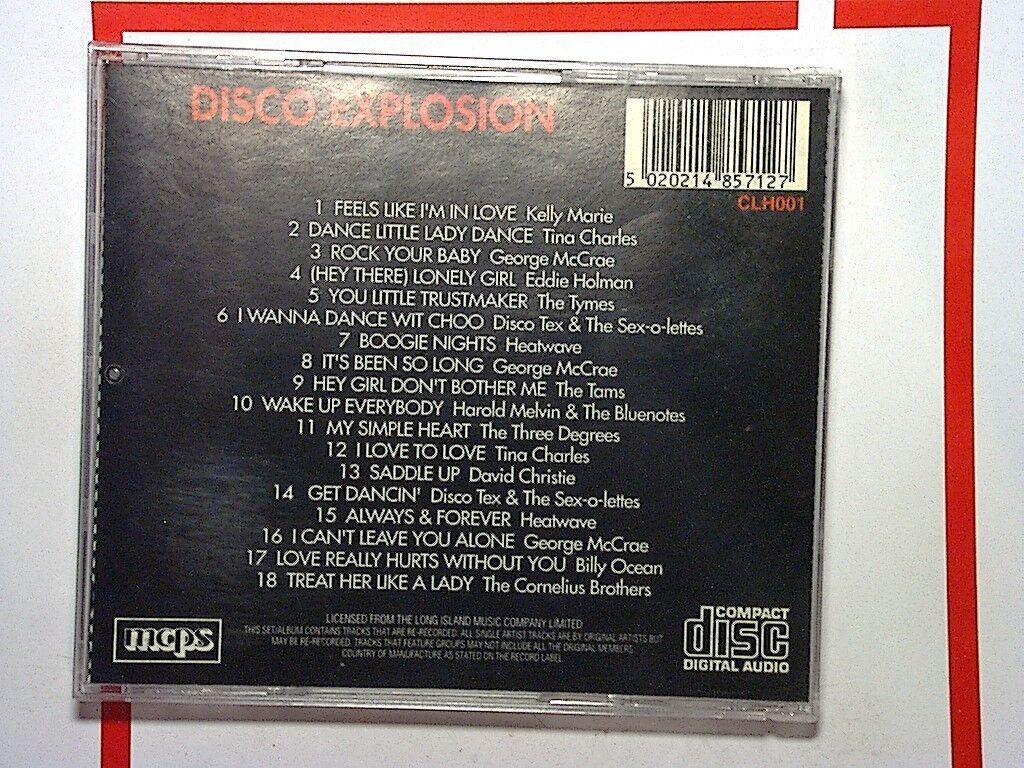 DISCO EXPLOSION
5 020214 857127
CLH001
1 FEELS LIKE I'M IN LOVE Kelly Marie
2 DANCE LITTLE LADY DANCE Tina Charles
3 ROCK YOUR BABY George McCrae
4 (HEY THERE) LONELY GIRL Eddie Holman
5 YOU LITTLE TRUSTMAKER The Tymes
6 I WANNA DANCE WIT CHOO Disco Tex & The Sex-o-lettes
7 BOOGIE NIGHTS Heatwave
8 IT'S BEEN SO LONG George McCrae
9 HEY GIRL DON'T BOTHER ME The Tams
10 WAKE UP EVERYBODY Harold Melvin & The Bluenotes
11 MY SIMPLE HEART The Three Degrees
12 I LOVE TO LOVE Tina Charles
13 SADDLE UP David Christie
14 GET DANCIN' Disco Tex & The Sex-o-lettes
15 ALWAYS & FOREVER Heatwave
16 I CAN'T LEAVE YOU ALONE George McCrae
17 LOVE REALLY HURTS WITHOUT YOU Billy Ocean
18 TREAT HER LIKE A LADY The Cornelius Brothers
mcps
LICENSED FROM THE LONG ISLAND MUSIC COMPANY LIMITED
THIS SET/ALBUM CONTAINS TRACKS THAT ARE RE-RECORDED. ALL SINGLE ARTIST TRACKS ARE BY ORIGINAL ARTISTS BUT
MAY BE RE-RECORDED. TRACKS THAT FEATURE GROUPS MAY NOT INCLUDE ALL THE ORIGINAL MEMBERS.
COUNTRY OF MANUFACTURE AS STATED ON THE RECORD LABEL
COMPACT
disc
DIGITAL AUDIO